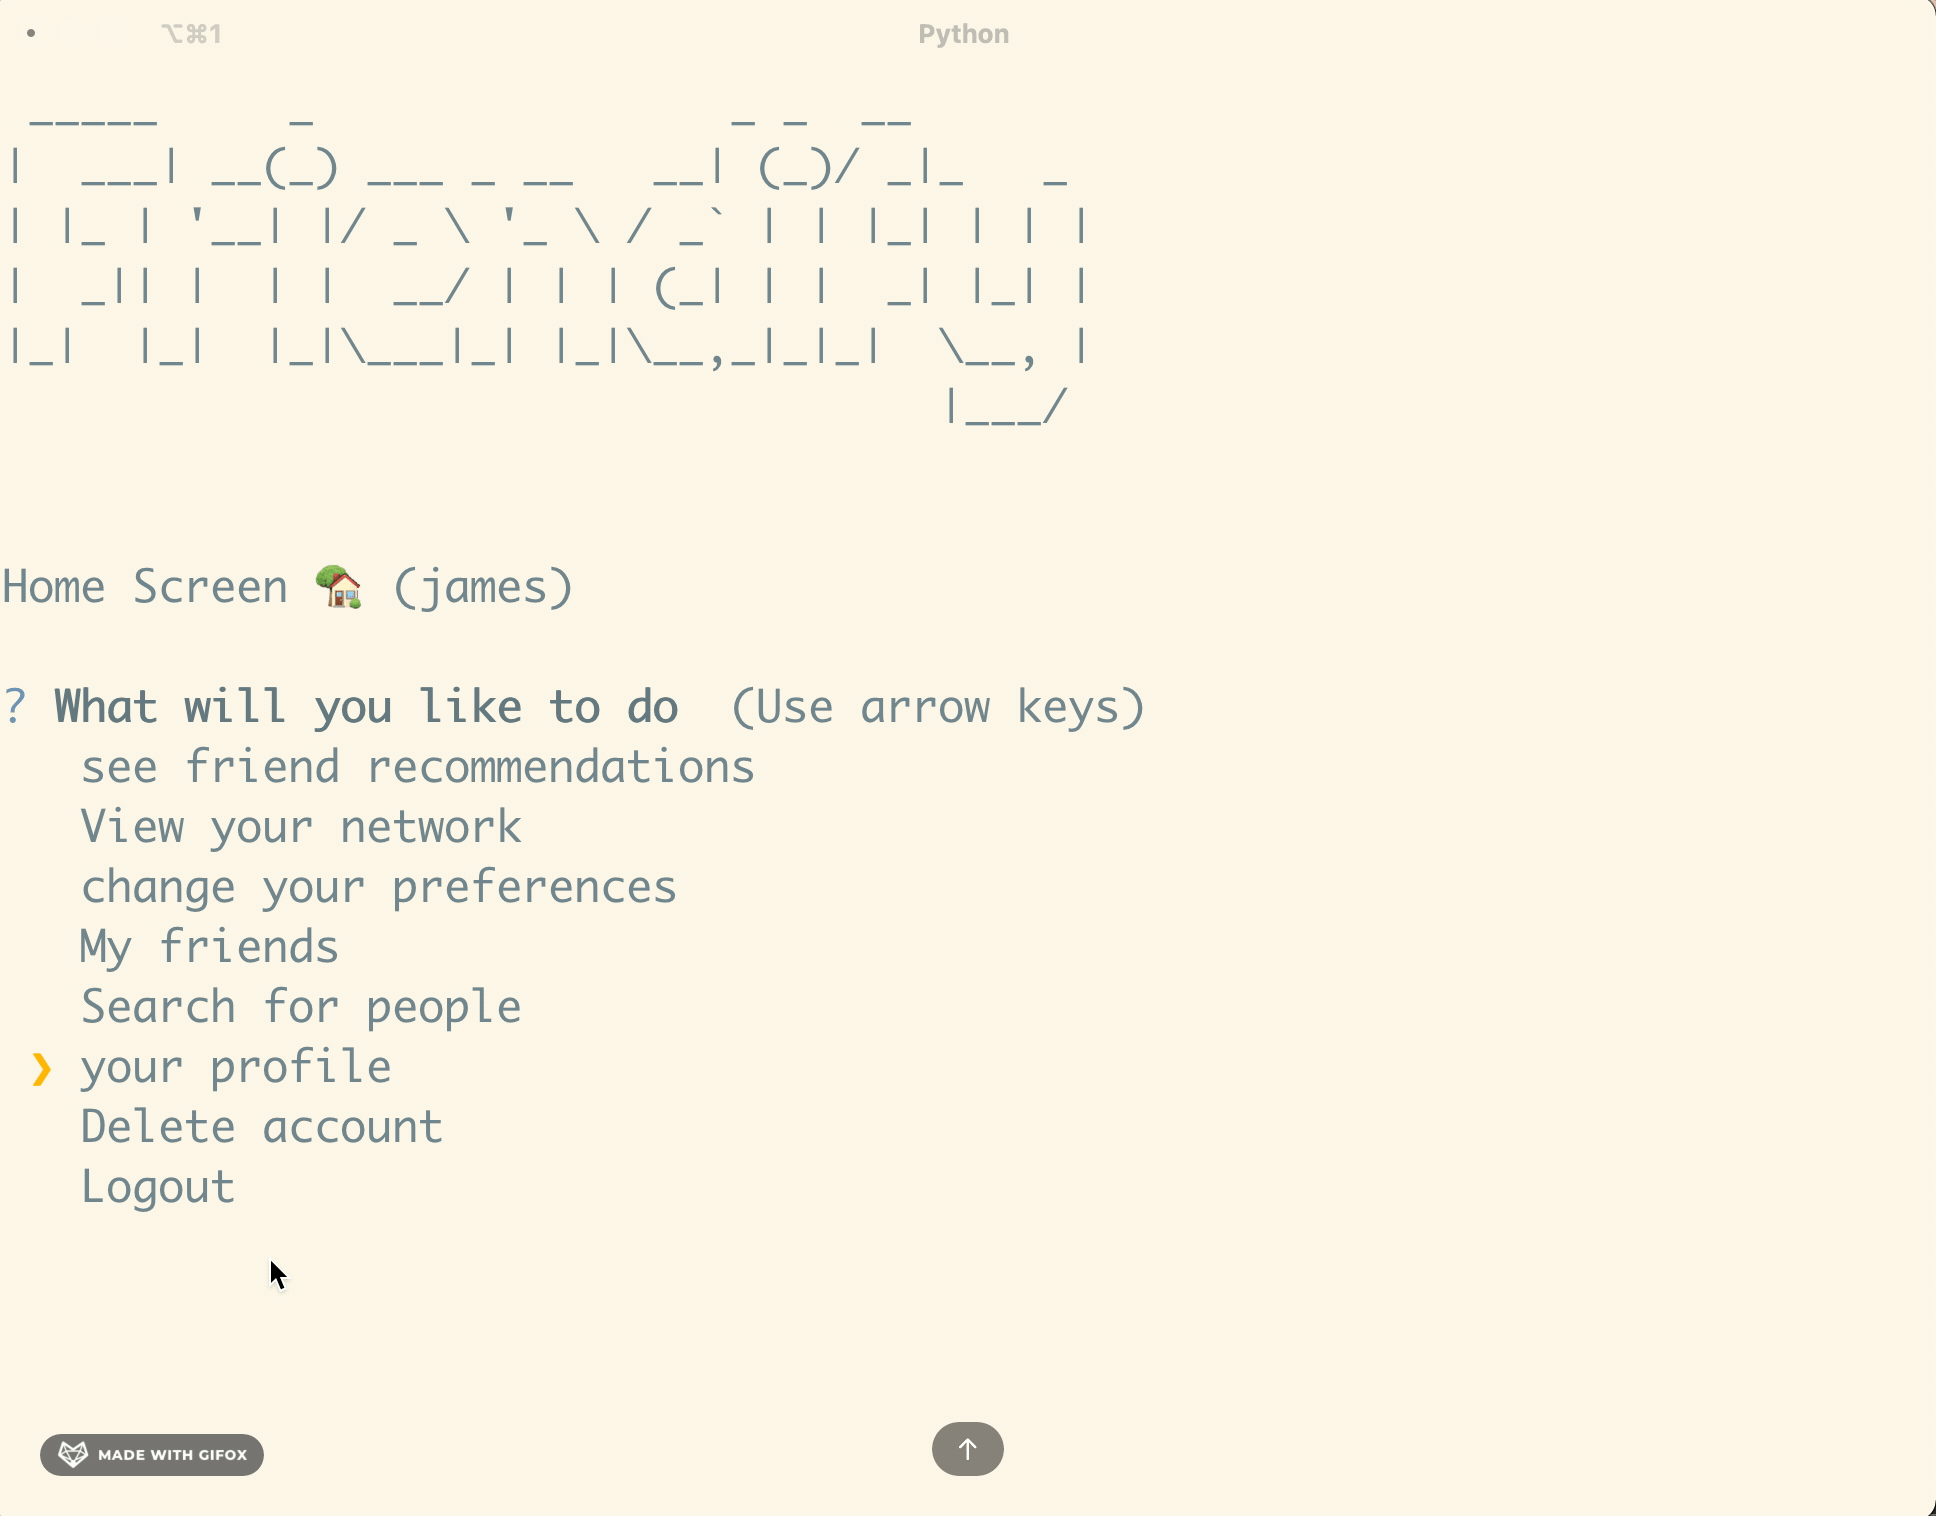 ⌥⌘1 Python
 _____     _                _ _  __
|  ___| __(_) ___ _ __   __| (_)/ _|_   _
| |_ | '__| |/ _ \ '_ \ / _` | | |_| | | |
|  _|| |  | |  __/ | | | (_| | |  _| |_| |
|_|  |_|  |_|\___|_| |_|\__,_|_|_|  \__, |
                                    |___/
Home Screen 🏡 (james)
? What will you like to do  (Use arrow keys)
see friend recommendations
View your network
change your preferences
My friends
Search for people
❯ your profile
Delete account
Logout
↑
MADE WITH GIFOX